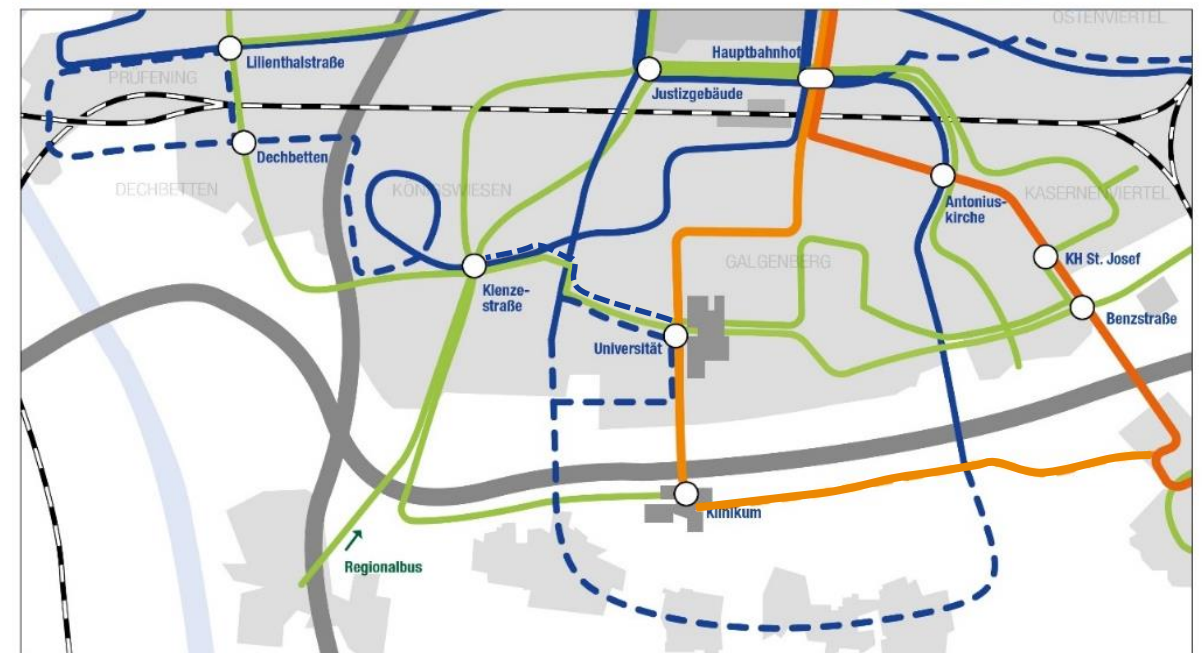 OSTENVIERTEL
Hauptbahnhof
Lilienthalstraße
PRÜFENING
Justizgebäude
Dechbetten
DECHBETTEN
KÖNIGSWIESEN
KASERNENVIERTEL
Antonius-
kirche
GALGENBERG
KH St. Josef
Klenze-
straße
Benzstraße
Universität
Klinikum
Regionalbus